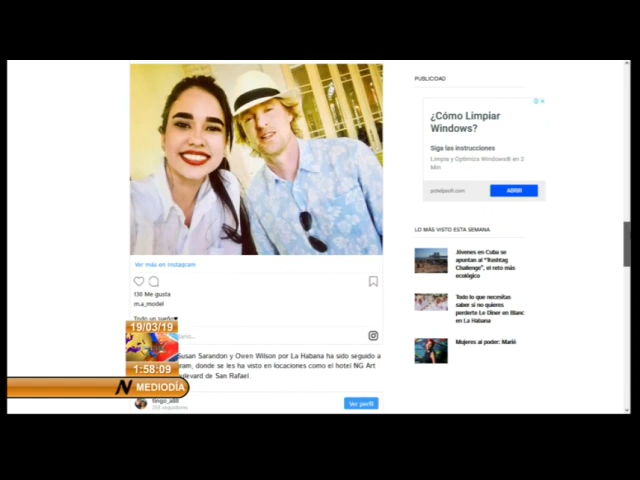 PUBLICIDAD
¿Cómo Limpiar
Windows?
Siga las instrucciones
Limpia y Optimiza Windows® en 2
Min
ABRIR
LO MÁS VISTO ESTA SEMANA
Jóvenes en Cuba se
apuntan al "Trashtag
Challenge", el reto más
ecológico
Todo lo que necesitas
saber si no quieres
perderte Le Diner en Blanc
en La Habana
Mujeres al poder: Marié
Ver más en Instagram
130 Me gusta
m.a_model
Todo un sueño♥
19/03/19
Susan Sarandon y Owen Wilson por La Habana ha sido seguido a
ram, donde se les ha visto en locaciones como el hotel NG Art
ulevard de San Rafael.
1:58:09
N MEDIODÍA
tingo_a88
Ver perfil